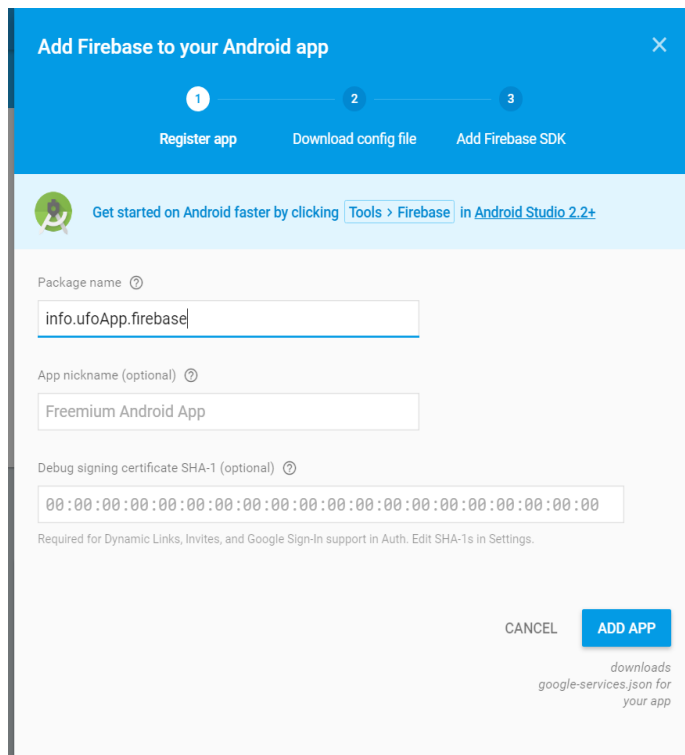 Add Firebase to your Android app
×
1 2 3
Register app Download config file Add Firebase SDK
Get started on Android faster by clicking Tools > Firebase in Android Studio 2.2+
Package name ?
info.ufoApp.firebase
App nickname (optional) ?
Freemium Android App
Debug signing certificate SHA-1 (optional) ?
00:00:00:00:00:00:00:00:00:00:00:00:00:00:00:00:00:00:00:00
Required for Dynamic Links, Invites, and Google Sign-In support in Auth. Edit SHA-1s in Settings.
CANCEL ADD APP
downloads
google-services.json for
your app